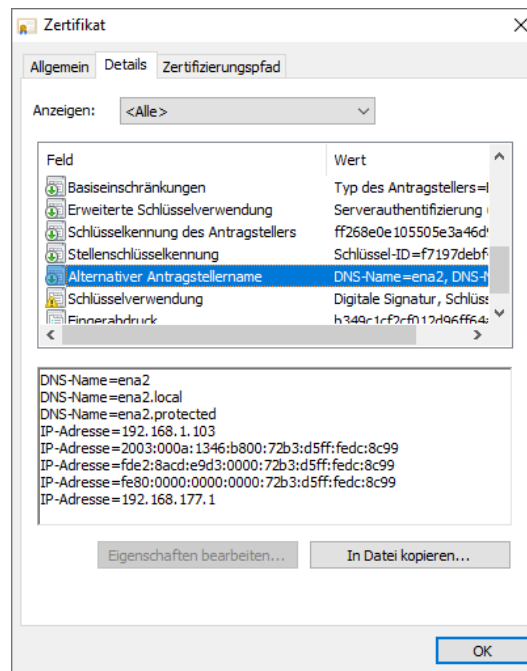 Zertifikat
Allgemein Details Zertifizierungspfad
Anzeigen: <Alle>
Feld Wert
Basiseinschränkungen Typ des Antragstellers=
Erweiterte Schlüsselverwendung Serverauthentifizierung
Schlüsselkennung des Antragstellers ff268e0e105505e3a46d
Stellenschlüsselkennung Schlüssel-ID=f7197debf
Alternativer Antragstellername DNS-Name=ena2, DNS-
Schlüsselverwendung Digitale Signatur, Schlüss
Fingerabdruck b349c1cf2cf012d96ff64
DNS-Name=ena2
DNS-Name=ena2.local
DNS-Name=ena2.protected
IP-Adresse=192.168.1.103
IP-Adresse=2003:000a:1346:b800:72b3:d5ff:fedc:8c99
IP-Adresse=fde2:8acd:e9d3:0000:72b3:d5ff:fedc:8c99
IP-Adresse=fe80:0000:0000:0000:72b3:d5ff:fedc:8c99
IP-Adresse=192.168.177.1
Eigenschaften bearbeiten... In Datei kopieren...
OK